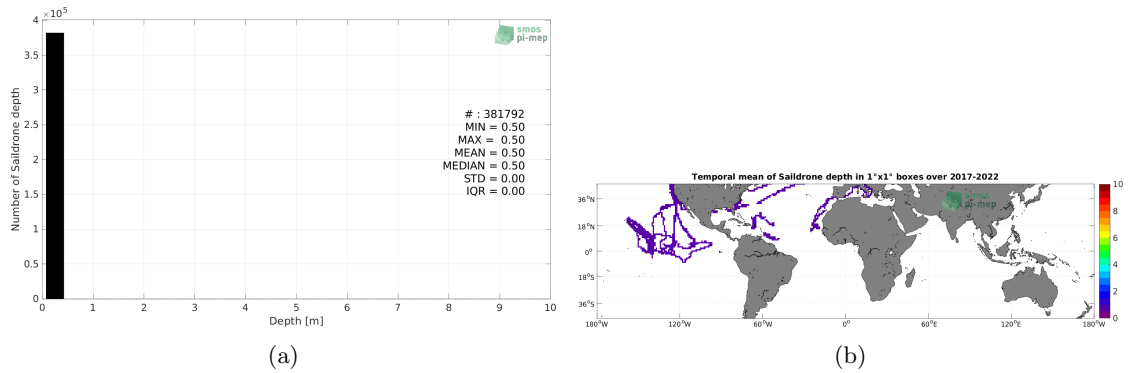 ×10⁵
4
3.5
3
2.5
2
1.5
1
0.5
0
Number of Saildrone depth
smos
pi-mep
# : 381792
MIN = 0.50
MAX = 0.50
MEAN = 0.50
MEDIAN = 0.50
STD = 0.00
IQR = 0.00
0 1 2 3 4 5 6 7 8 9 10
Depth [m]
(a)
Temporal mean of Saildrone depth in 1°x1° boxes over 2017-2022
smos
pi-mep
36°N
18°N
0°
18°S
36°S
180°W 120°W 60°W 0° 60°E 120°E 180°W
10
8
6
4
2
0
(b)